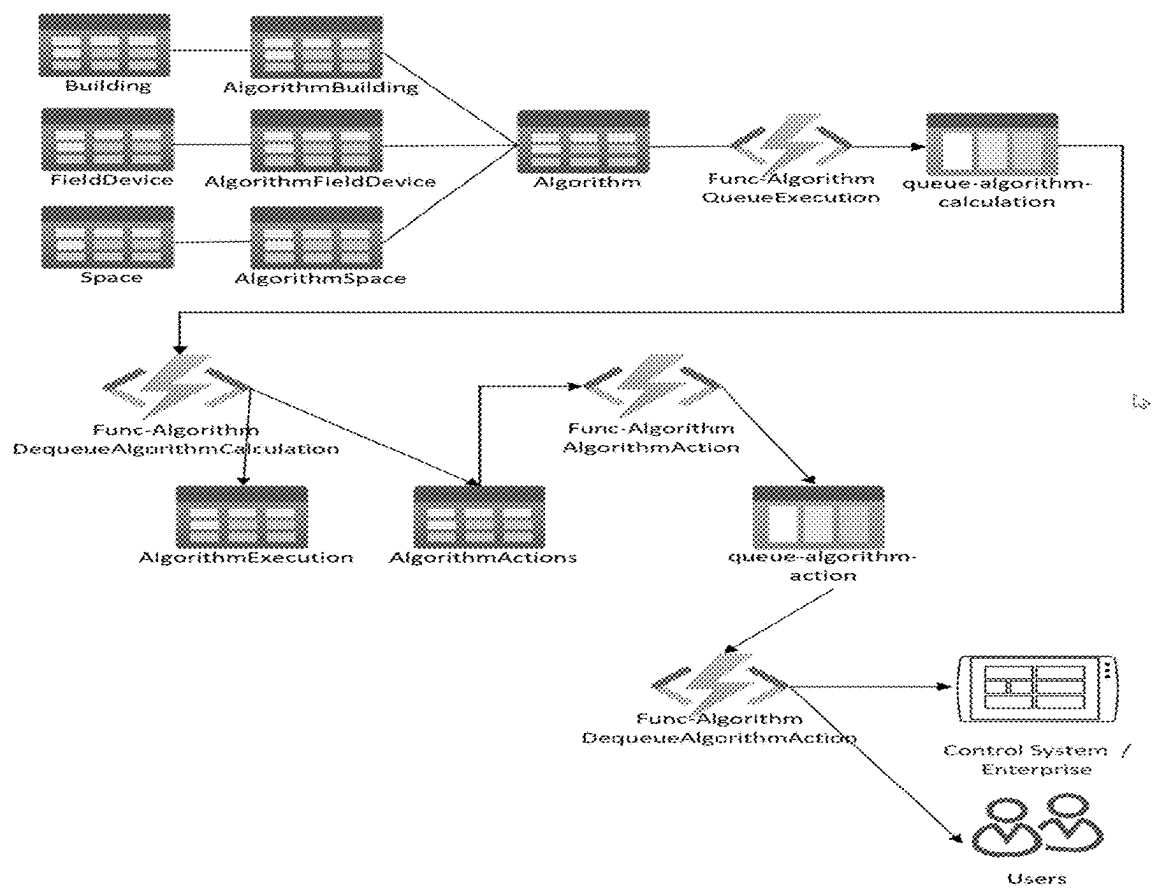 Building
AlgorithmBuilding
FieldDevice
AlgorithmFieldDevice
Algorithm
Func-Algorithm
QueueExecution
queue-algorithm-
calculation
Space
AlgorithmSpace
Func-Algorithm
DequeueAlgorithmCalculation
Func-Algorithm
AlgorithmAction
AlgorithmExecution
AlgorithmActions
queue-algorithm-
action
Func-Algorithm
DequeueAlgorithmAction
Control System /
Enterprise
Users